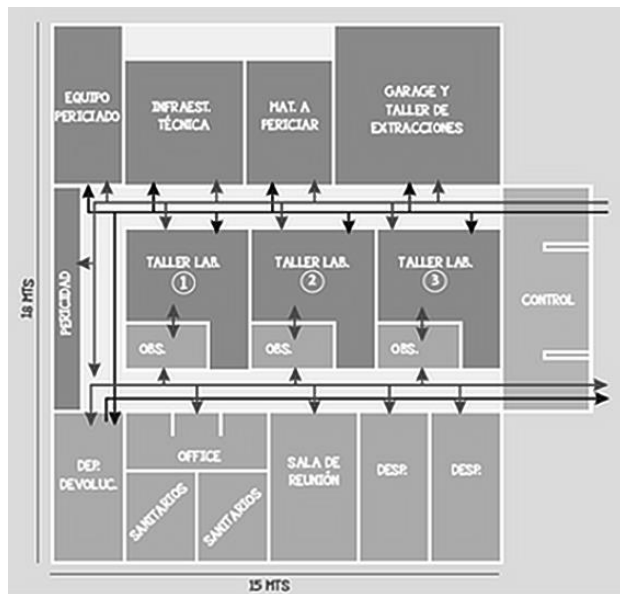 EQUIPO
PERICIADO
INFRAEST.
TÉCNICA
MAT. A
PERICIAR
GARAGE Y
TALLER DE
EXTRACCIONES
PERICIDAD
18 MTS
TALLER LAB.
1
TALLER LAB.
2
TALLER LAB.
3
CONTROL
OBS.
OBS.
OBS.
DEP.
DEVOLUC.
OFFICE
SANITARIOS
SANITARIOS
SALA DE
REUNIÓN
DESP.
DESP.
15 MTS